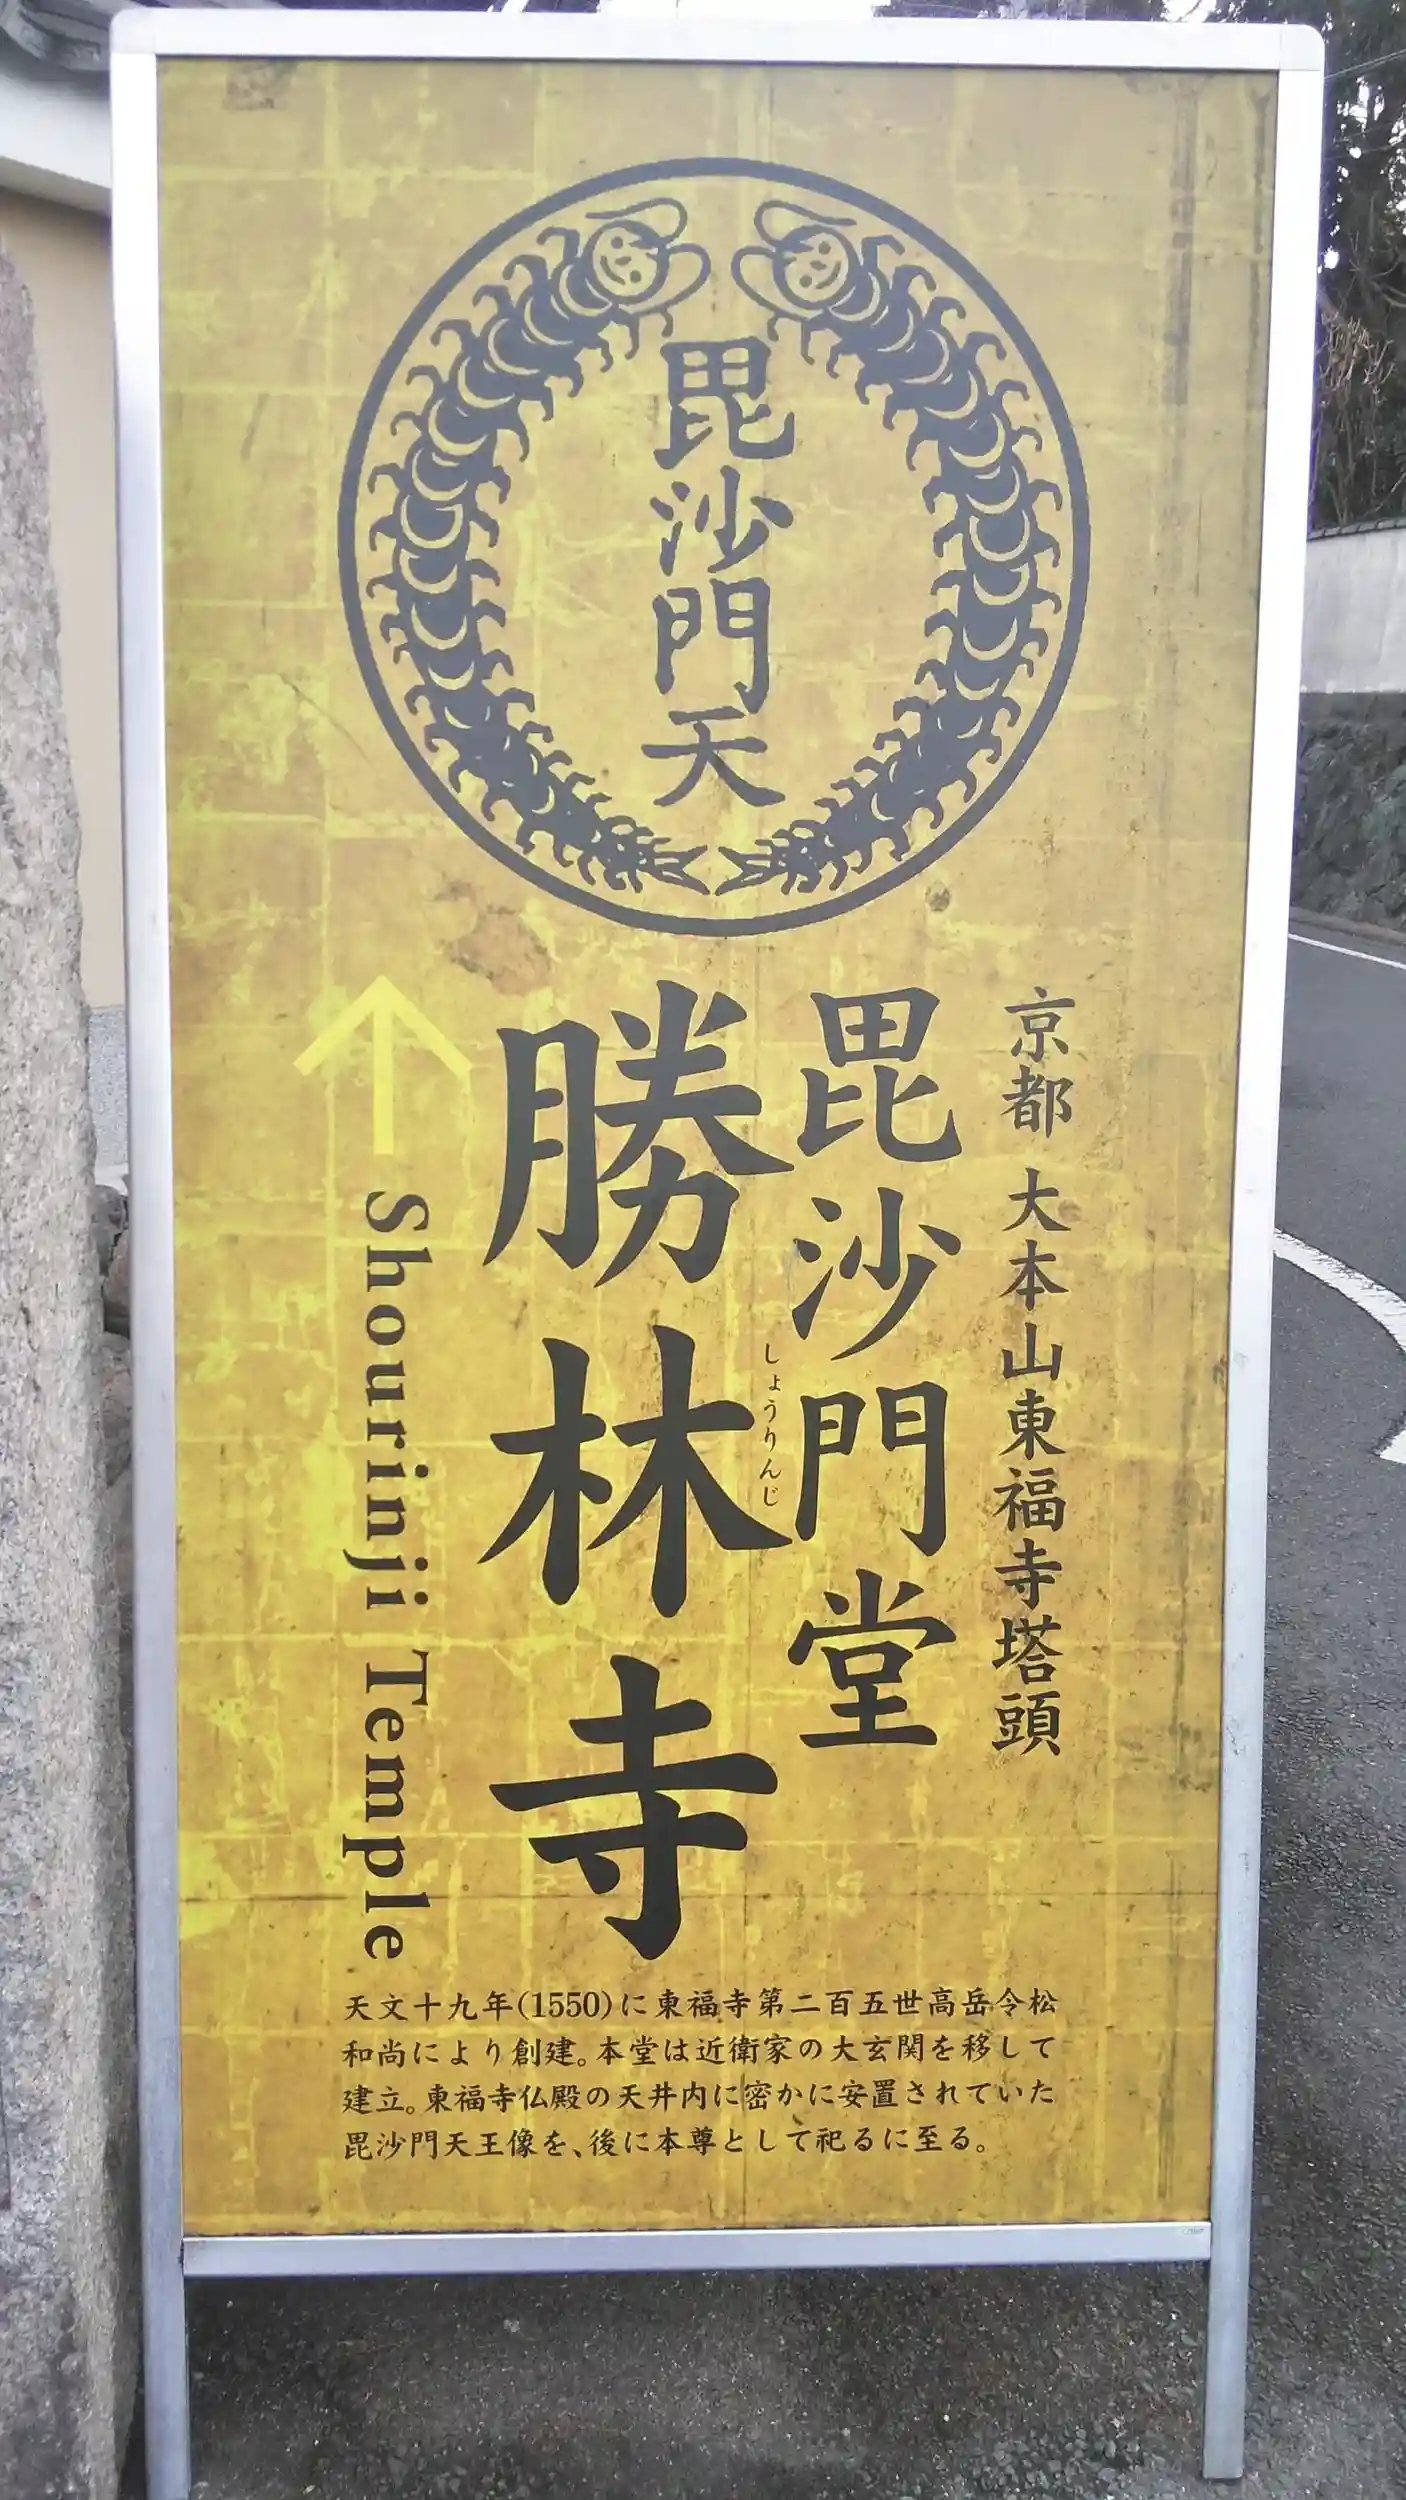 毘沙門天
京都 大本山東福寺塔頭
毘沙門堂
しょうりんじ
勝林寺
↑ Shourinji Temple
天文十九年(1550)に東福寺第二百五世高岳令松
和尚により創建。本堂は近衛家の大玄関を移して
建立。東福寺仏殿の天井内に密かに安置されていた
毘沙門天王像を、後に本尊として祀るに至る。